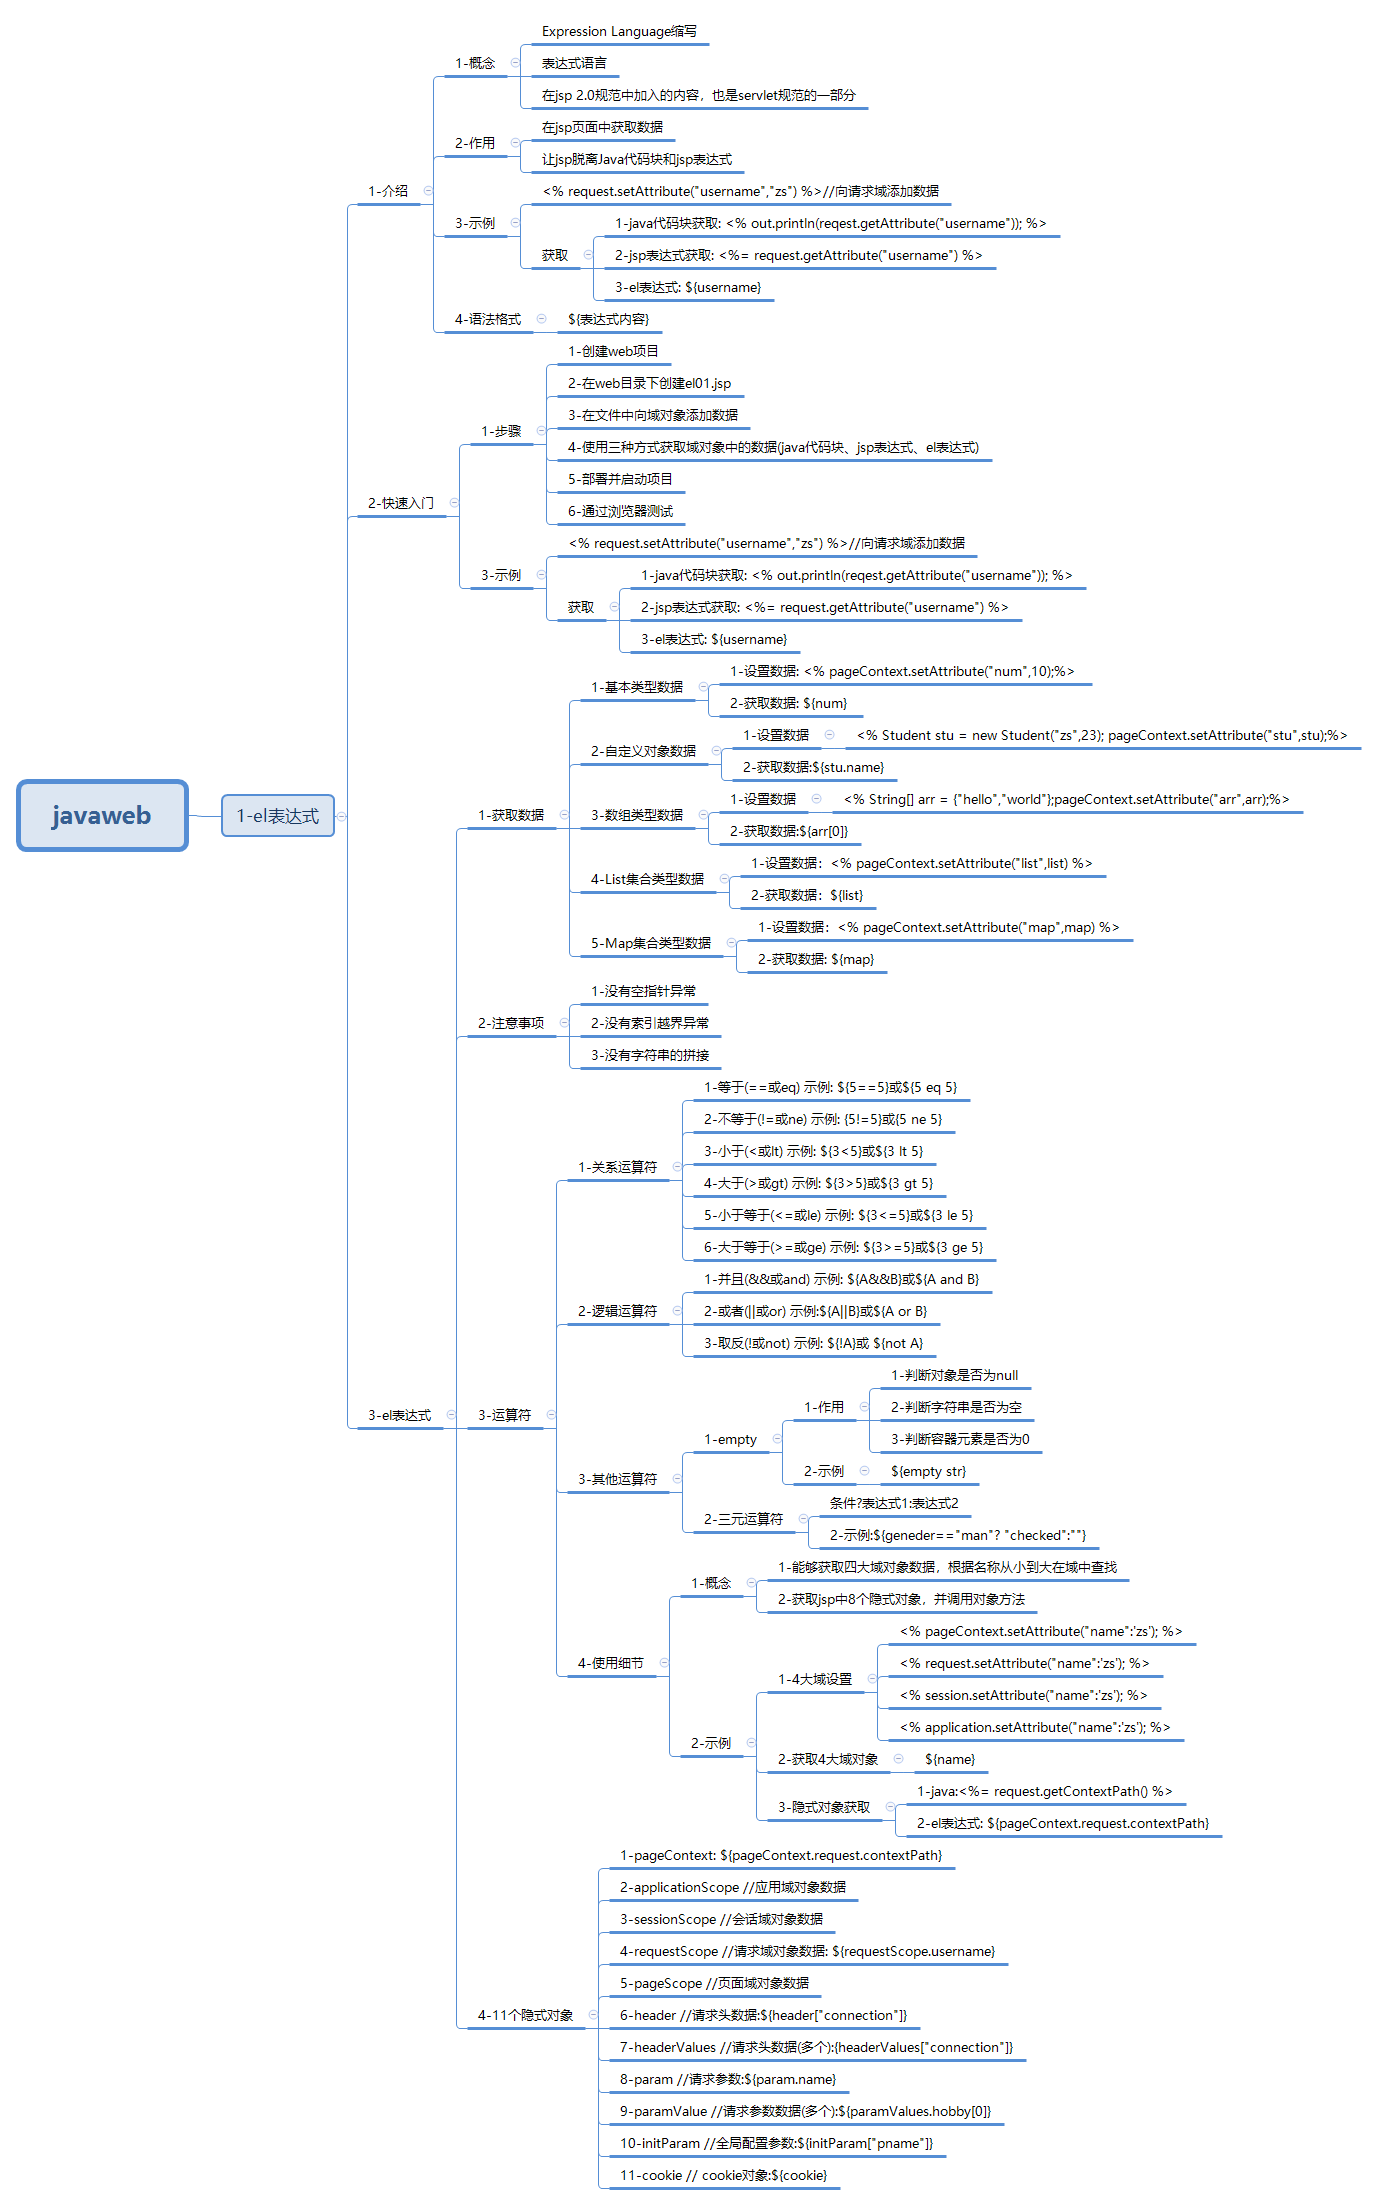 javaweb
1-el表达式
1-介绍
1-概念
Expression Language缩写
表达式语言
在jsp 2.0规范中加入的内容，也是servlet规范的一部分
2-作用
在jsp页面中获取数据
让jsp脱离Java代码块和jsp表达式
3-示例
<% request.setAttribute("username","zs") %>//向请求域添加数据
获取
1-java代码块获取: <% out.println(reqest.getAttribute("username")); %>
2-jsp表达式获取: <%= request.getAttribute("username") %>
3-el表达式: ${username}
4-语法格式
${表达式内容}
2-快速入门
1-步骤
1-创建web项目
2-在web目录下创建el01.jsp
3-在文件中向域对象添加数据
4-使用三种方式获取域对象中的数据(java代码块、jsp表达式、el表达式)
5-部署并启动项目
6-通过浏览器测试
3-示例
<% request.setAttribute("username","zs") %>//向请求域添加数据
获取
1-java代码块获取: <% out.println(reqest.getAttribute("username")); %>
2-jsp表达式获取: <%= request.getAttribute("username") %>
3-el表达式: ${username}
3-el表达式
1-获取数据
1-基本类型数据
1-设置数据: <% pageContext.setAttribute("num",10);%>
2-获取数据: ${num}
2-自定义对象数据
1-设置数据
<% Student stu = new Student("zs",23); pageContext.setAttribute("stu",stu);%>
2-获取数据:${stu.name}
3-数组类型数据
1-设置数据
<% String[] arr = {"hello","world"};pageContext.setAttribute("arr",arr);%>
2-获取数据:${arr[0]}
4-List集合类型数据
1-设置数据：<% pageContext.setAttribute("list",list) %>
2-获取数据：${list}
5-Map集合类型数据
1-设置数据：<% pageContext.setAttribute("map",map) %>
2-获取数据: ${map}
2-注意事项
1-没有空指针异常
2-没有索引越界异常
3-没有字符串的拼接
3-运算符
1-关系运算符
1-等于(==或eq) 示例: ${5==5}或${5 eq 5}
2-不等于(!=或ne) 示例: {5!=5}或{5 ne 5}
3-小于(<或lt) 示例: ${3<5}或${3 lt 5}
4-大于(>或gt) 示例: ${3>5}或${3 gt 5}
5-小于等于(<=或le) 示例: ${3<=5}或${3 le 5}
6-大于等于(>=或ge) 示例: ${3>=5}或${3 ge 5}
2-逻辑运算符
1-并且(&&或and) 示例: ${A&&B}或${A and B}
2-或者(||或or) 示例:${A||B}或${A or B}
3-取反(!或not) 示例: ${!A}或 ${not A}
3-其他运算符
1-empty
1-作用
1-判断对象是否为null
2-判断字符串是否为空
3-判断容器元素是否为0
2-示例
${empty str}
2-三元运算符
条件?表达式1:表达式2
2-示例:${geneder=="man"? "checked":""}
4-使用细节
1-概念
1-能够获取四大域对象数据，根据名称从小到大在域中查找
2-获取jsp中8个隐式对象，并调用对象方法
2-示例
1-4大域设置
<% pageContext.setAttribute("name":'zs'); %>
<% request.setAttribute("name":'zs'); %>
<% session.setAttribute("name":'zs'); %>
<% application.setAttribute("name":'zs'); %>
2-获取4大域对象
${name}
3-隐式对象获取
1-java:<%= request.getContextPath() %>
2-el表达式: ${pageContext.request.contextPath}
4-11个隐式对象
1-pageContext: ${pageContext.request.contextPath}
2-applicationScope //应用域对象数据
3-sessionScope //会话域对象数据
4-requestScope //请求域对象数据: ${requestScope.username}
5-pageScope //页面域对象数据
6-header //请求头数据:${header["connection"]}
7-headerValues //请求头数据(多个):{headerValues["connection"]}
8-param //请求参数:${param.name}
9-paramValue //请求参数数据(多个):${paramValues.hobby[0]}
10-initParam //全局配置参数:${initParam["pname"]}
11-cookie // cookie对象:${cookie}